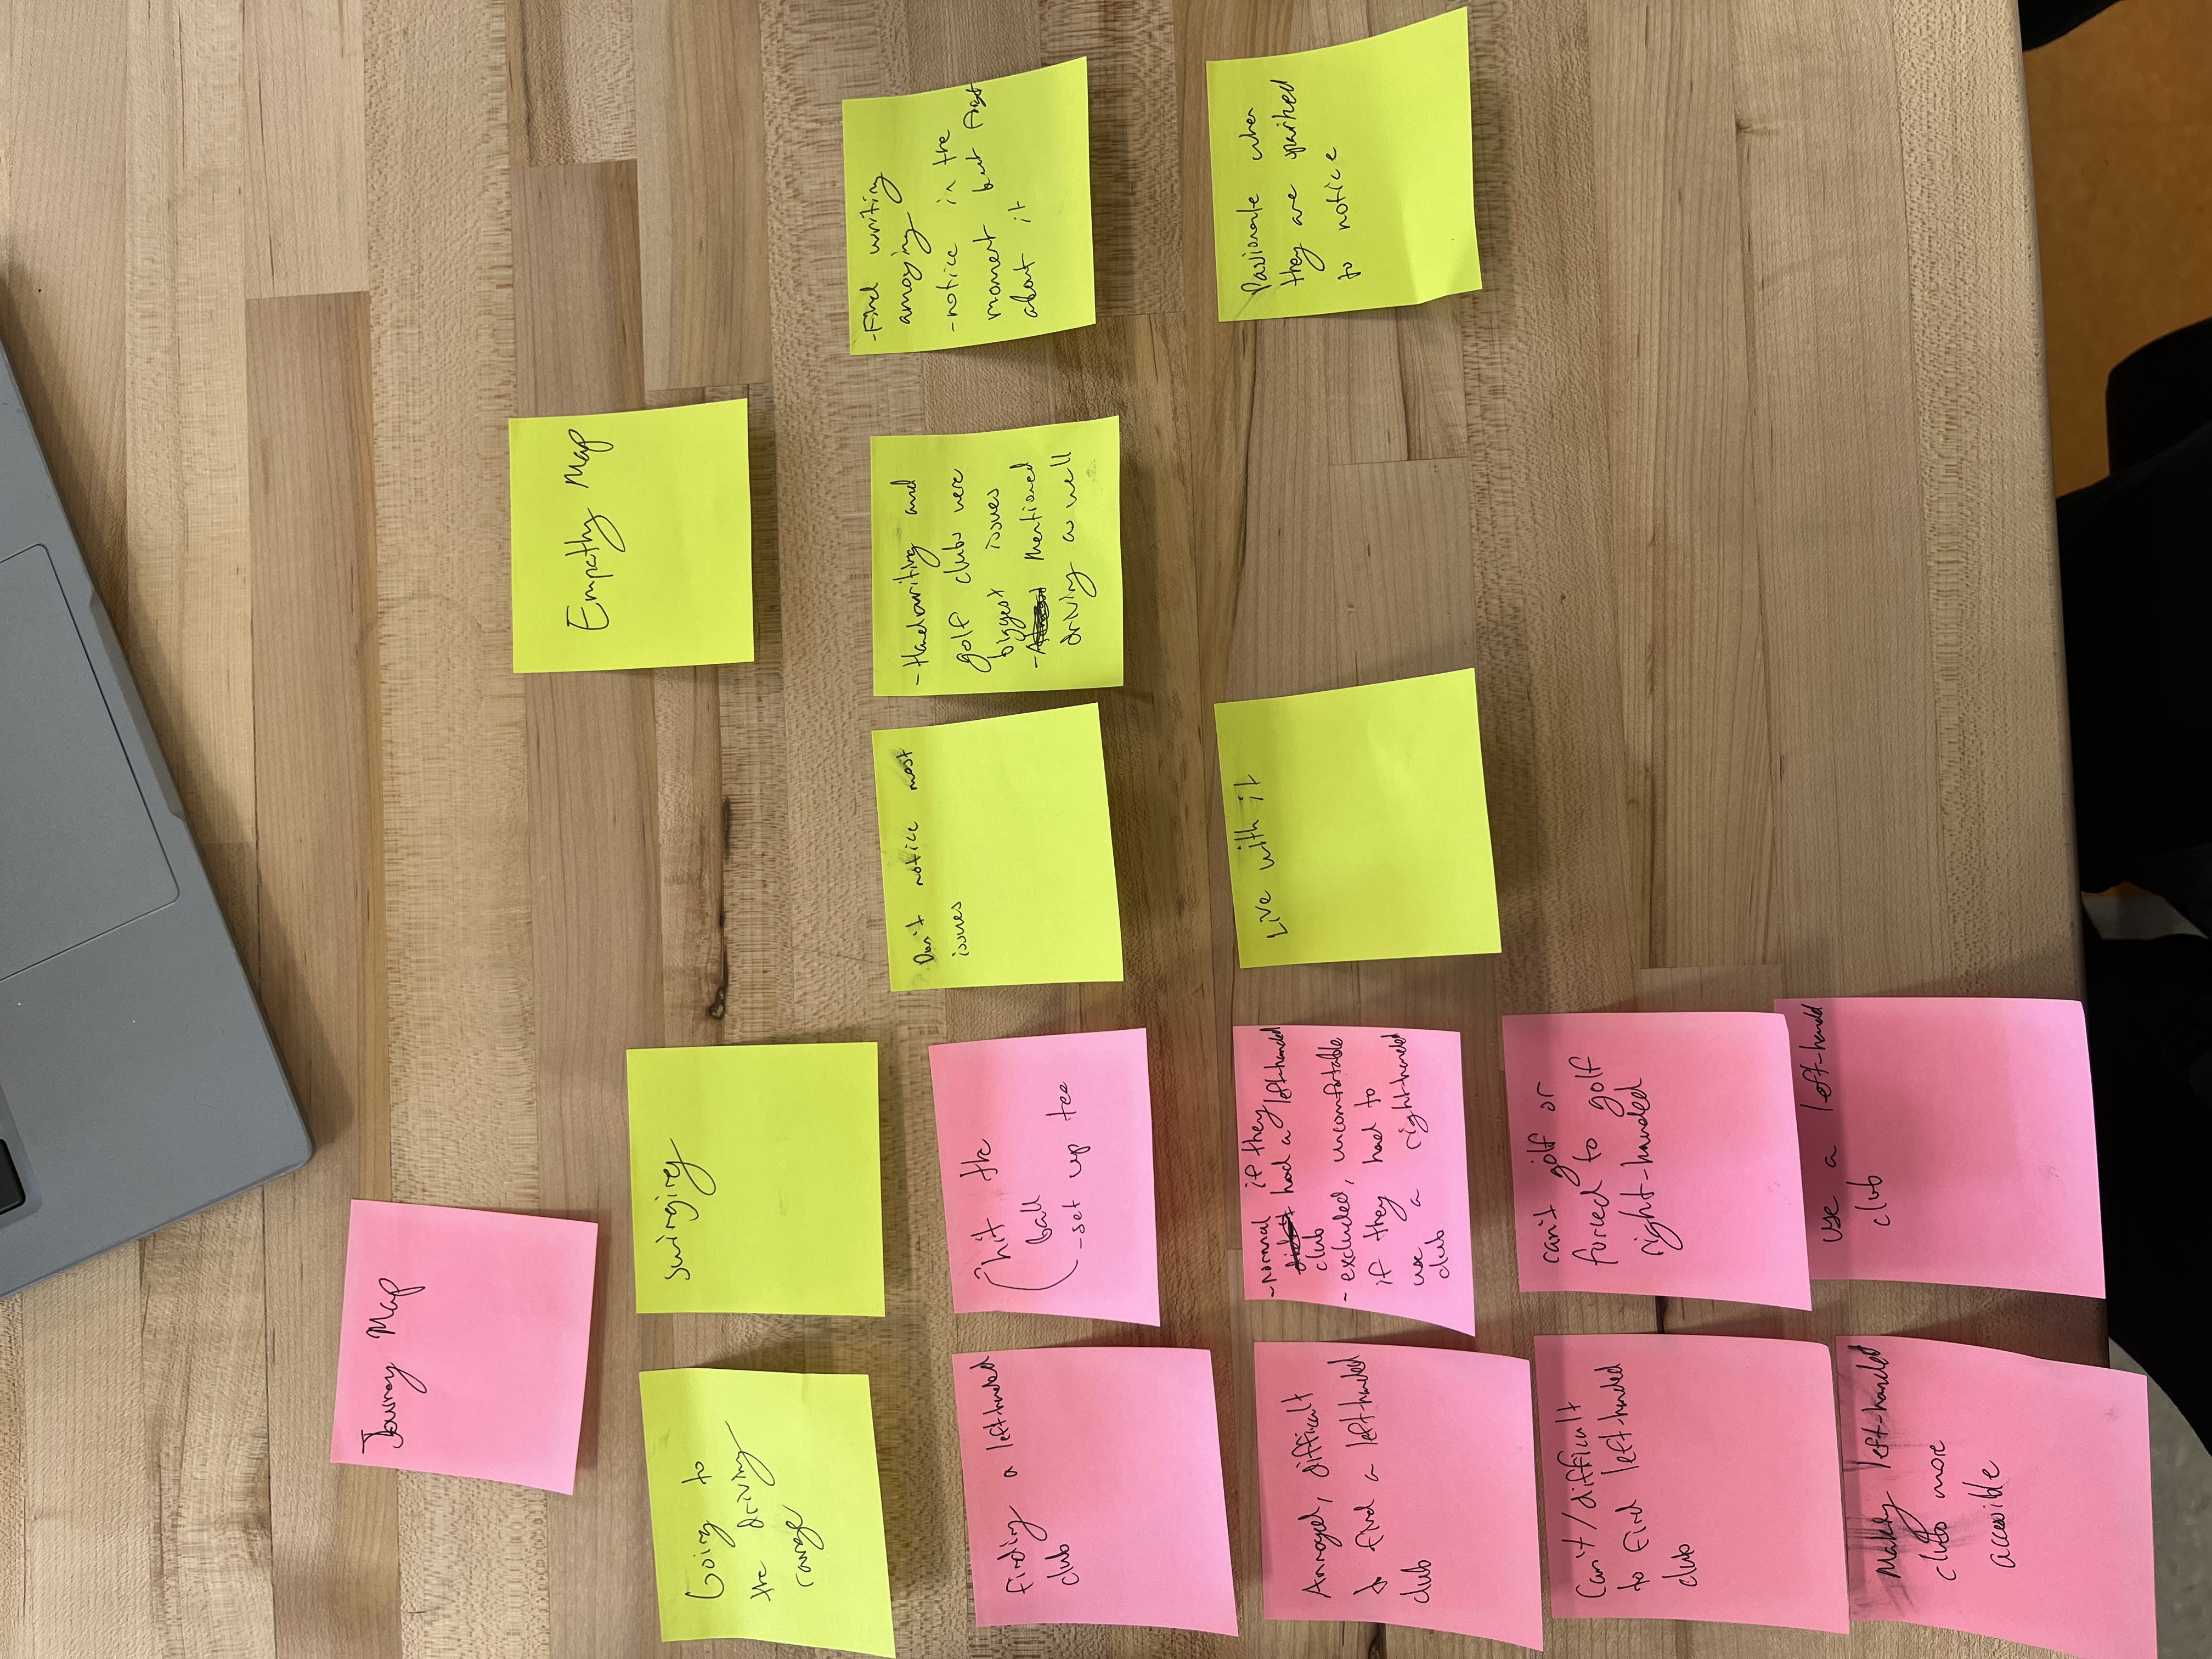 Journey Map
Going to
the driving
range
Swinging
finding a left-handed
club
hit the
ball
-set up tee
Annoyed, difficult
to find a left-handed
club
-normal if they
had a left-handed
club
- excluded, uncomfortable
if they had to
use a right-handed
club
Can't/difficult
to find left-handed
club
can't golf or
forced to golf
right-handed
Making left-handed
clubs more
accessible
use a left-handed
club
Empathy Map
Don't notice most
issues
-Handwriting and
golf clubs were
biggest issues
- Mentioned
driving as well
-Find writing
annoying
-notice in the
moment but forget
about it
Live with it
Passionate when
they are sparked
to notice